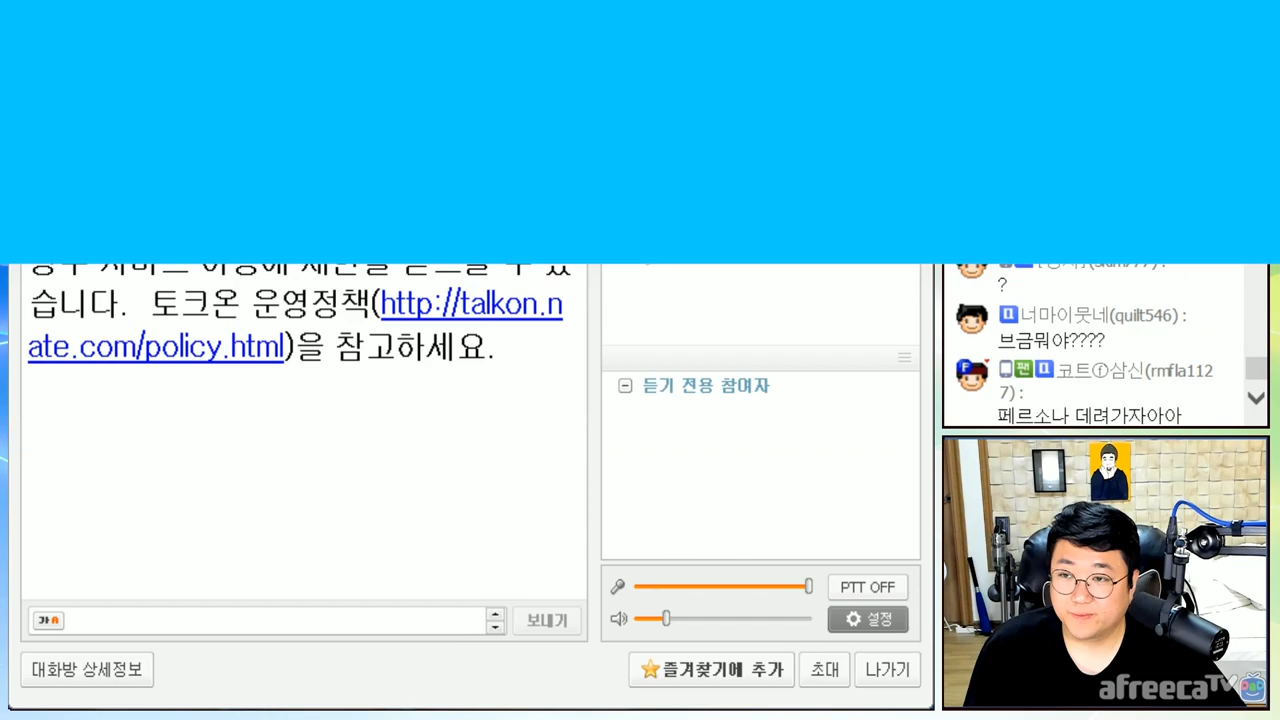 습니다. 토크온 운영정책(http://talkon.n
ate.com/policy.html)을 참고하세요.
듣기 전용 참여자
PTT OFF
설정
가
보내기
대화방 상세정보
즐겨찾기에 추가
초대
나가기
?
너마이뭇네(quilt546) :
브금뭐야????
팬 코트ⓕ삼신(rmfla112
7) :
페르소나 데려가자아아
afreecaTV